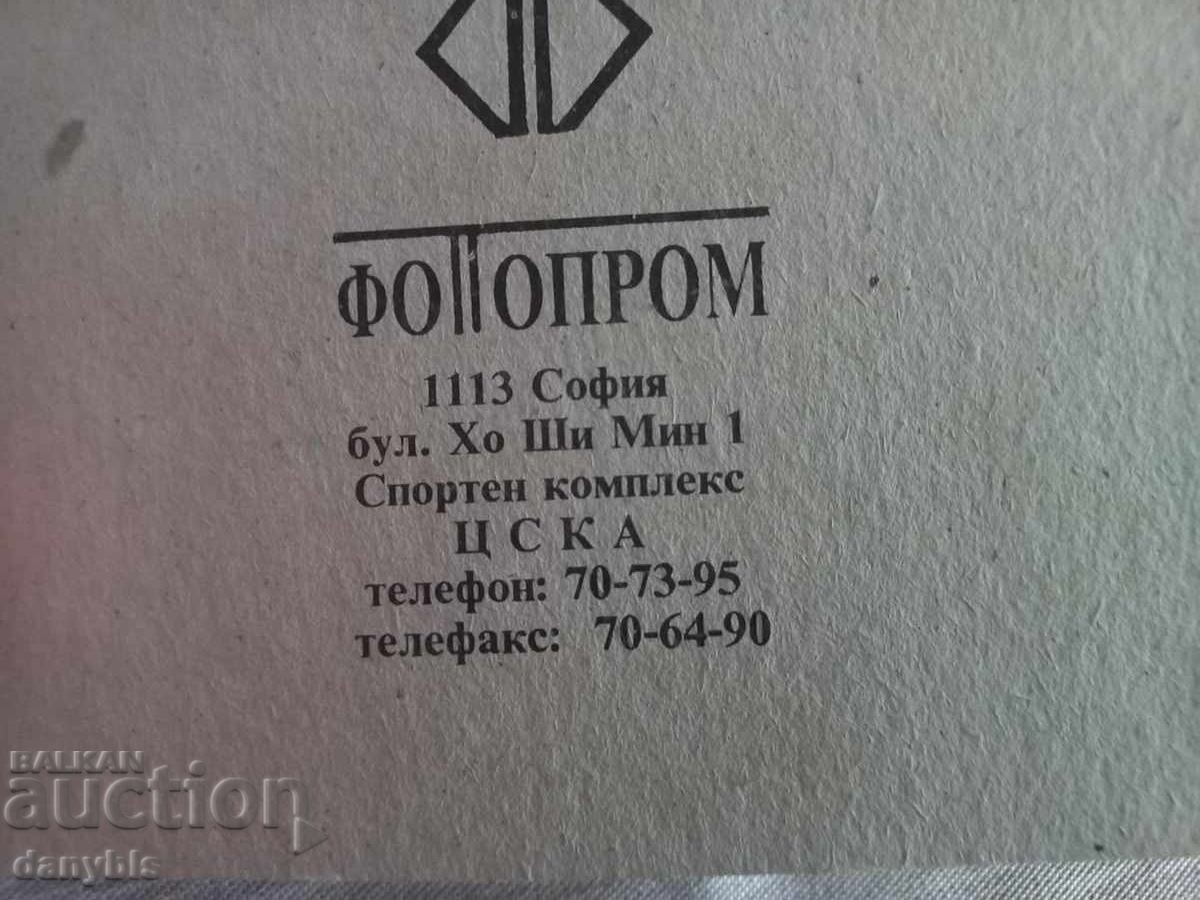 ФОТОПРОМ
1113 София
бул. Хо Ши Мин 1
Спортен комплекс
Ц С К А
телефон: 70-73-95
телефакс: 70-64-90
BALKAN
auction
danybls